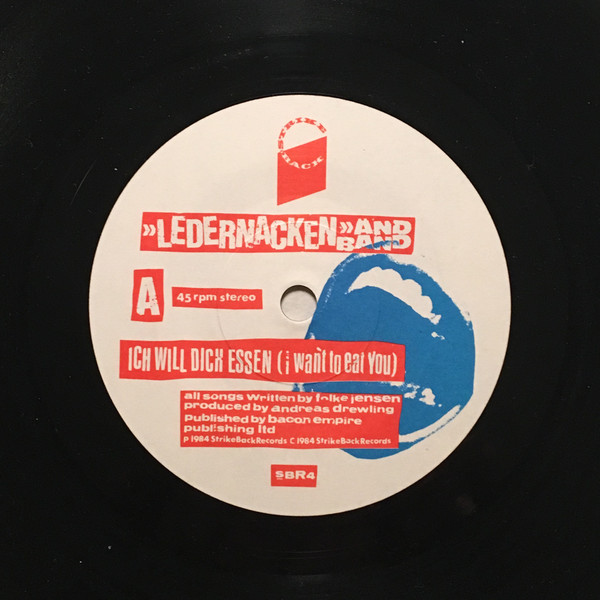 STRIKE
BACK
»LEDERNACKEN»AND
BAND
A
45 rpm stereo
ICH WILL DICH ESSEN (i want to eat You)
all songs written by folke jensen
produced by andreas drewling
published by bacon empire
publishing ltd
p 1984 StrikeBackRecords C 1984 StrikeBackRecords
SBR4